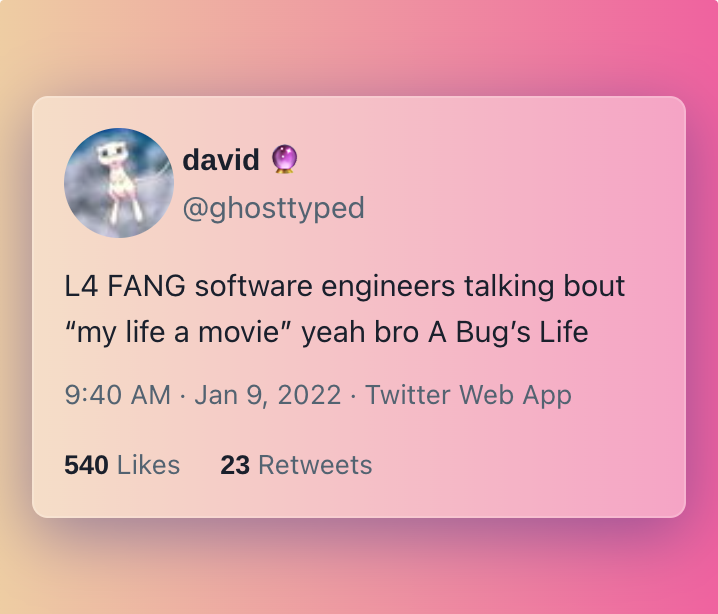 david 🔮
@ghosttyped
L4 FANG software engineers talking bout
“my life a movie” yeah bro A Bug’s Life
9:40 AM · Jan 9, 2022 · Twitter Web App
540 Likes 23 Retweets